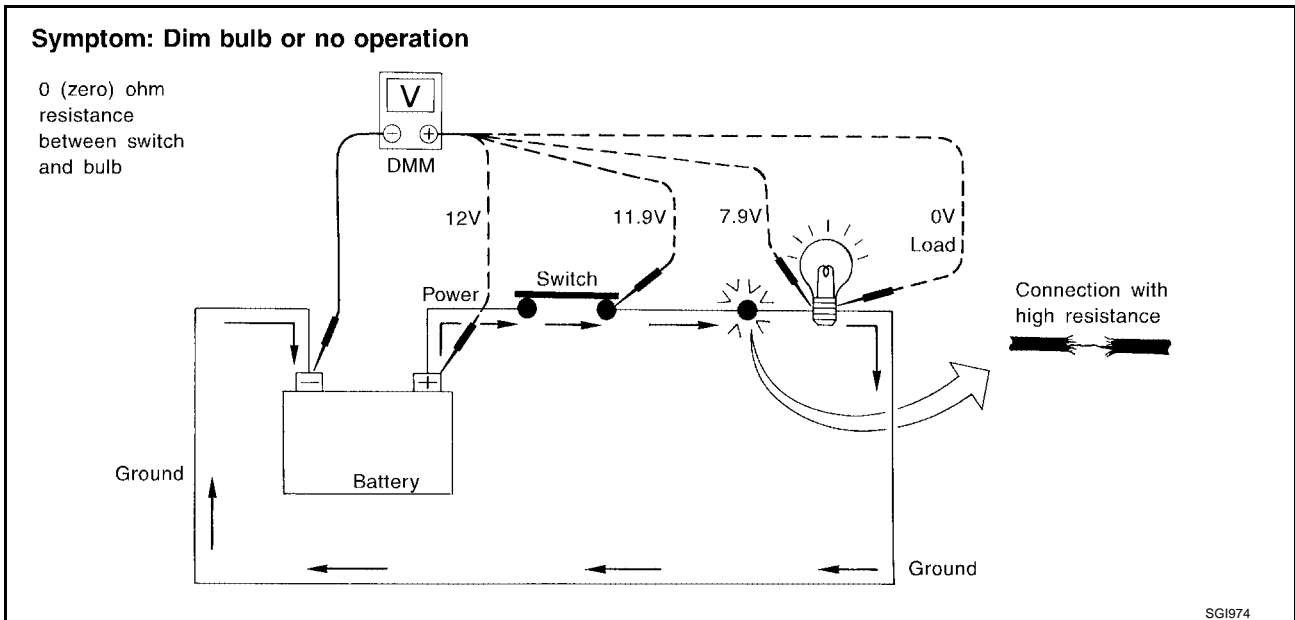 Symptom: Dim bulb or no operation
0 (zero) ohm
resistance
between switch
and bulb
V
− +
DMM
12V
11.9V
7.9V
0V
Load
Switch
Power
Connection with
high resistance
− +
Battery
Ground
Ground
SGI974